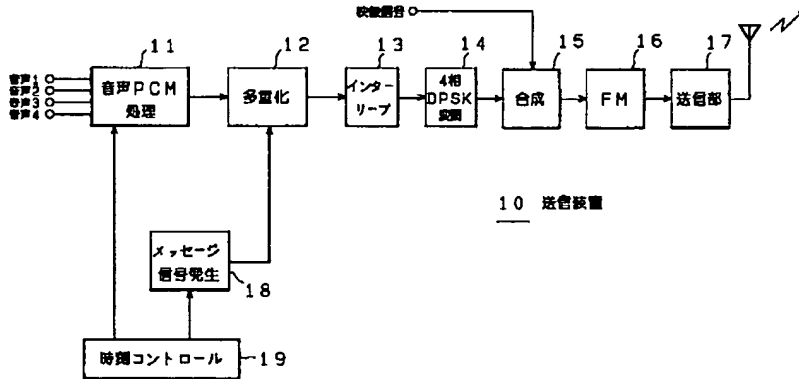 映像信号
11
12
13
14
15
16
17
音声1
音声2
音声3
音声4
音声PCM
処理
多重化
インター
リーブ
4相
DPSK
変調
合成
FM
送信部
10 送信装置
メッセージ
信号発生
18
時刻コントロール
19